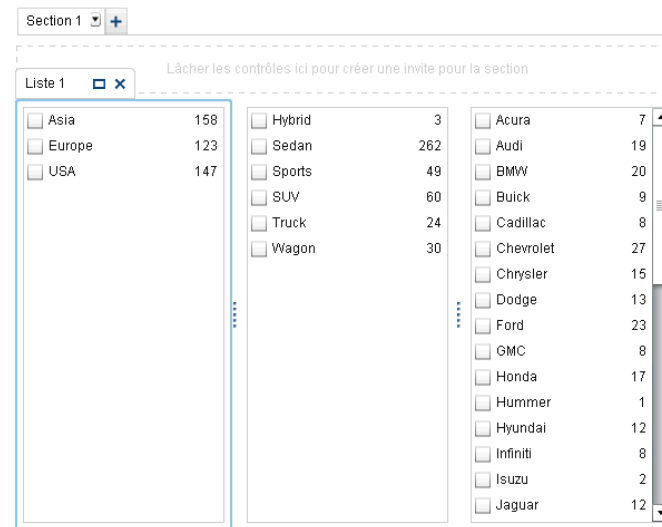 Section 1
Lâcher les contrôles ici pour créer une invite pour la section
Liste 1
Asia 158
Europe 123
USA 147
Hybrid 3
Sedan 262
Sports 49
SUV 60
Truck 24
Wagon 30
Acura 7
Audi 19
BMW 20
Buick 9
Cadillac 8
Chevrolet 27
Chrysler 15
Dodge 13
Ford 23
GMC 8
Honda 17
Hummer 1
Hyundai 12
Infiniti 8
Isuzu 2
Jaguar 12